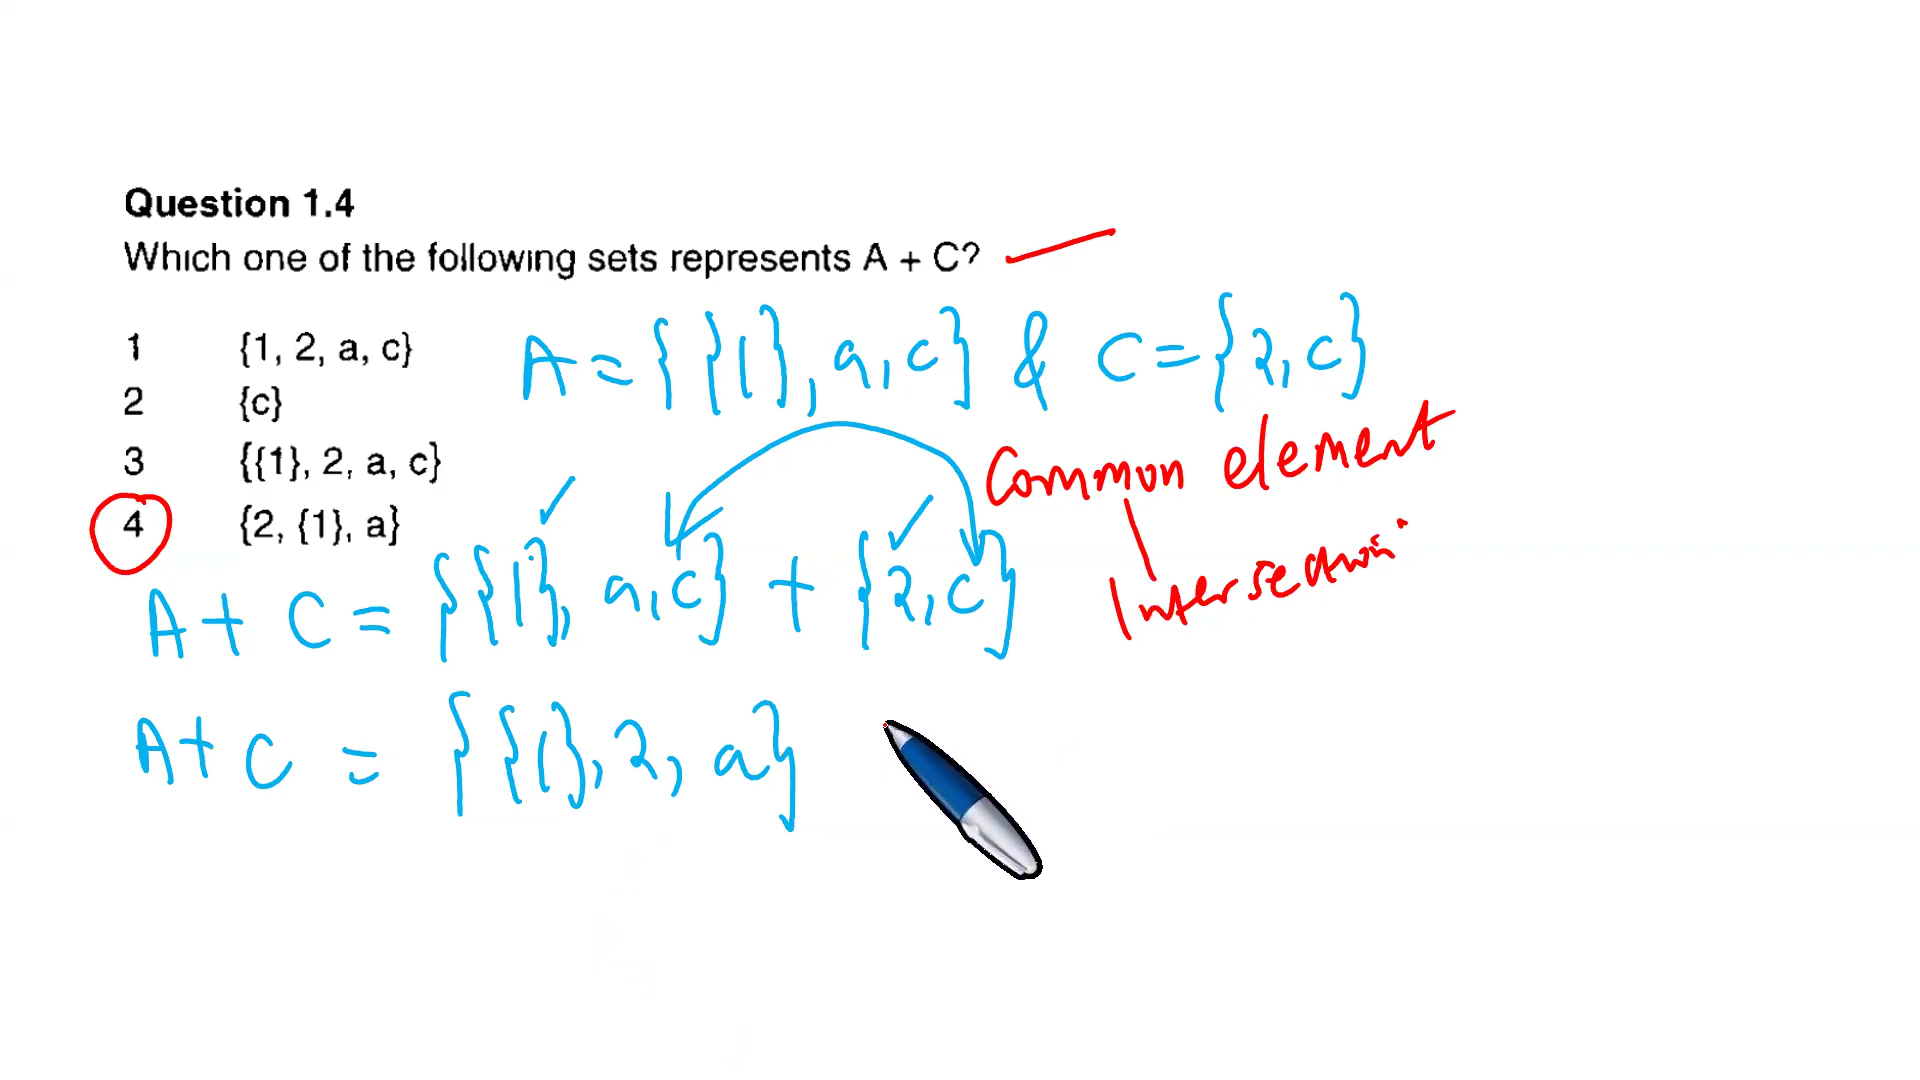 Question 1.4
Which one of the following sets represents A + C?
1 {1, 2, a, c}
2 {c}
3 {{1}, 2, a, c}
4 {2, {1}, a}
A = {{1}, a, c} & C = {2, c}
Common element
Intersection
A + C = {{1}, a, c} + {2, c}
A + C = {{1}, 2, a}